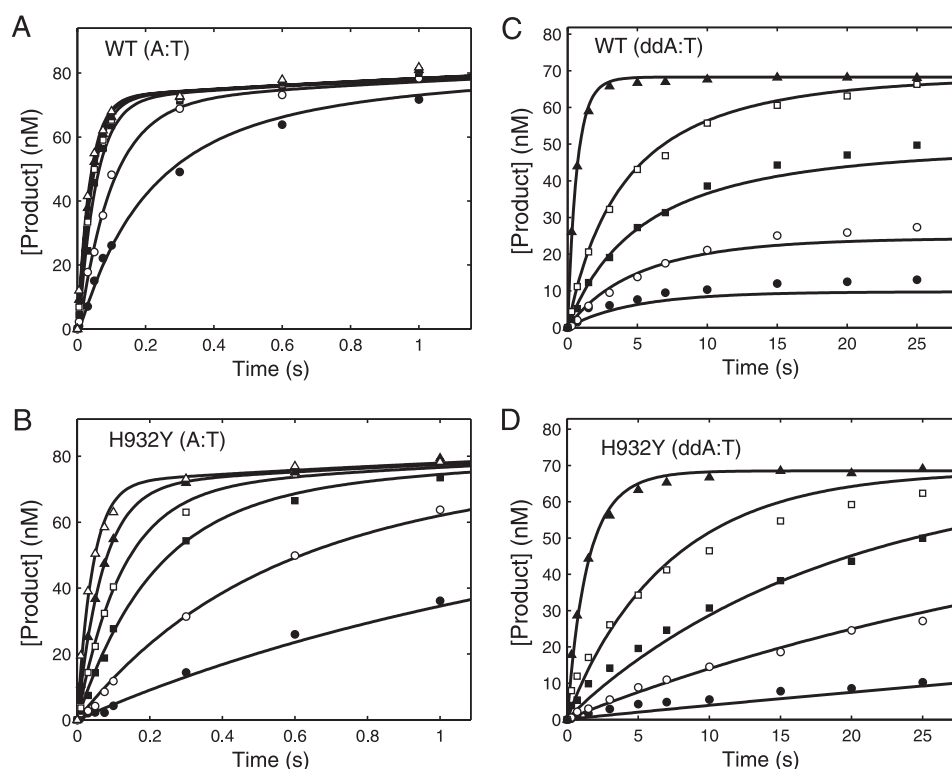 A
WT (A:T)
80
60
40
20
0
[Product] (nM)
0 0.2 0.4 0.6 0.8 1
Time (s)
C
WT (ddA:T)
80
70
60
50
40
30
20
10
0
[Product] (nM)
0 5 10 15 20 25
Time (s)
B
H932Y (A:T)
80
60
40
20
0
[Product] (nM)
0 0.2 0.4 0.6 0.8 1
Time (s)
D
H932Y (ddA:T)
80
70
60
50
40
30
20
10
0
[Product] (nM)
0 5 10 15 20 25
Time (s)